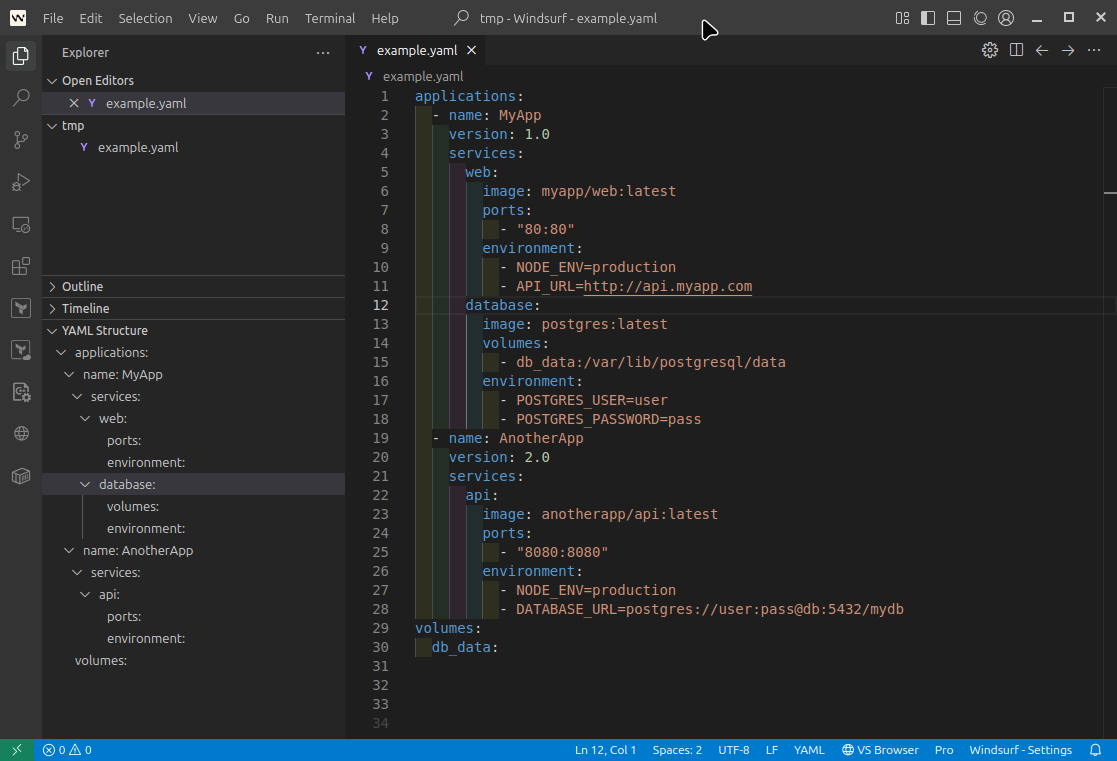 File Edit Selection View Go Run Terminal Help tmp - Windsurf - example.yaml
Explorer
Open Editors
example.yaml
tmp
example.yaml
Outline
Timeline
YAML Structure
applications:
name: MyApp
services:
web:
ports:
environment:
database:
volumes:
environment:
name: AnotherApp
services:
api:
ports:
environment:
volumes:
example.yaml
example.yaml
1 applications:
2 - name: MyApp
3 version: 1.0
4 services:
5 web:
6 image: myapp/web:latest
7 ports:
8 - "80:80"
9 environment:
10 - NODE_ENV=production
11 - API_URL=http://api.myapp.com
12 database:
13 image: postgres:latest
14 volumes:
15 - db_data:/var/lib/postgresql/data
16 environment:
17 - POSTGRES_USER=user
18 - POSTGRES_PASSWORD=pass
19 - name: AnotherApp
20 version: 2.0
21 services:
22 api:
23 image: anotherapp/api:latest
24 ports:
25 - "8080:8080"
26 environment:
27 - NODE_ENV=production
28 - DATABASE_URL=postgres://user:pass@db:5432/mydb
29 volumes:
30 db_data:
31
32
33
34
0 0 Ln 12, Col 1 Spaces: 2 UTF-8 LF YAML VS Browser Pro Windsurf - Settings